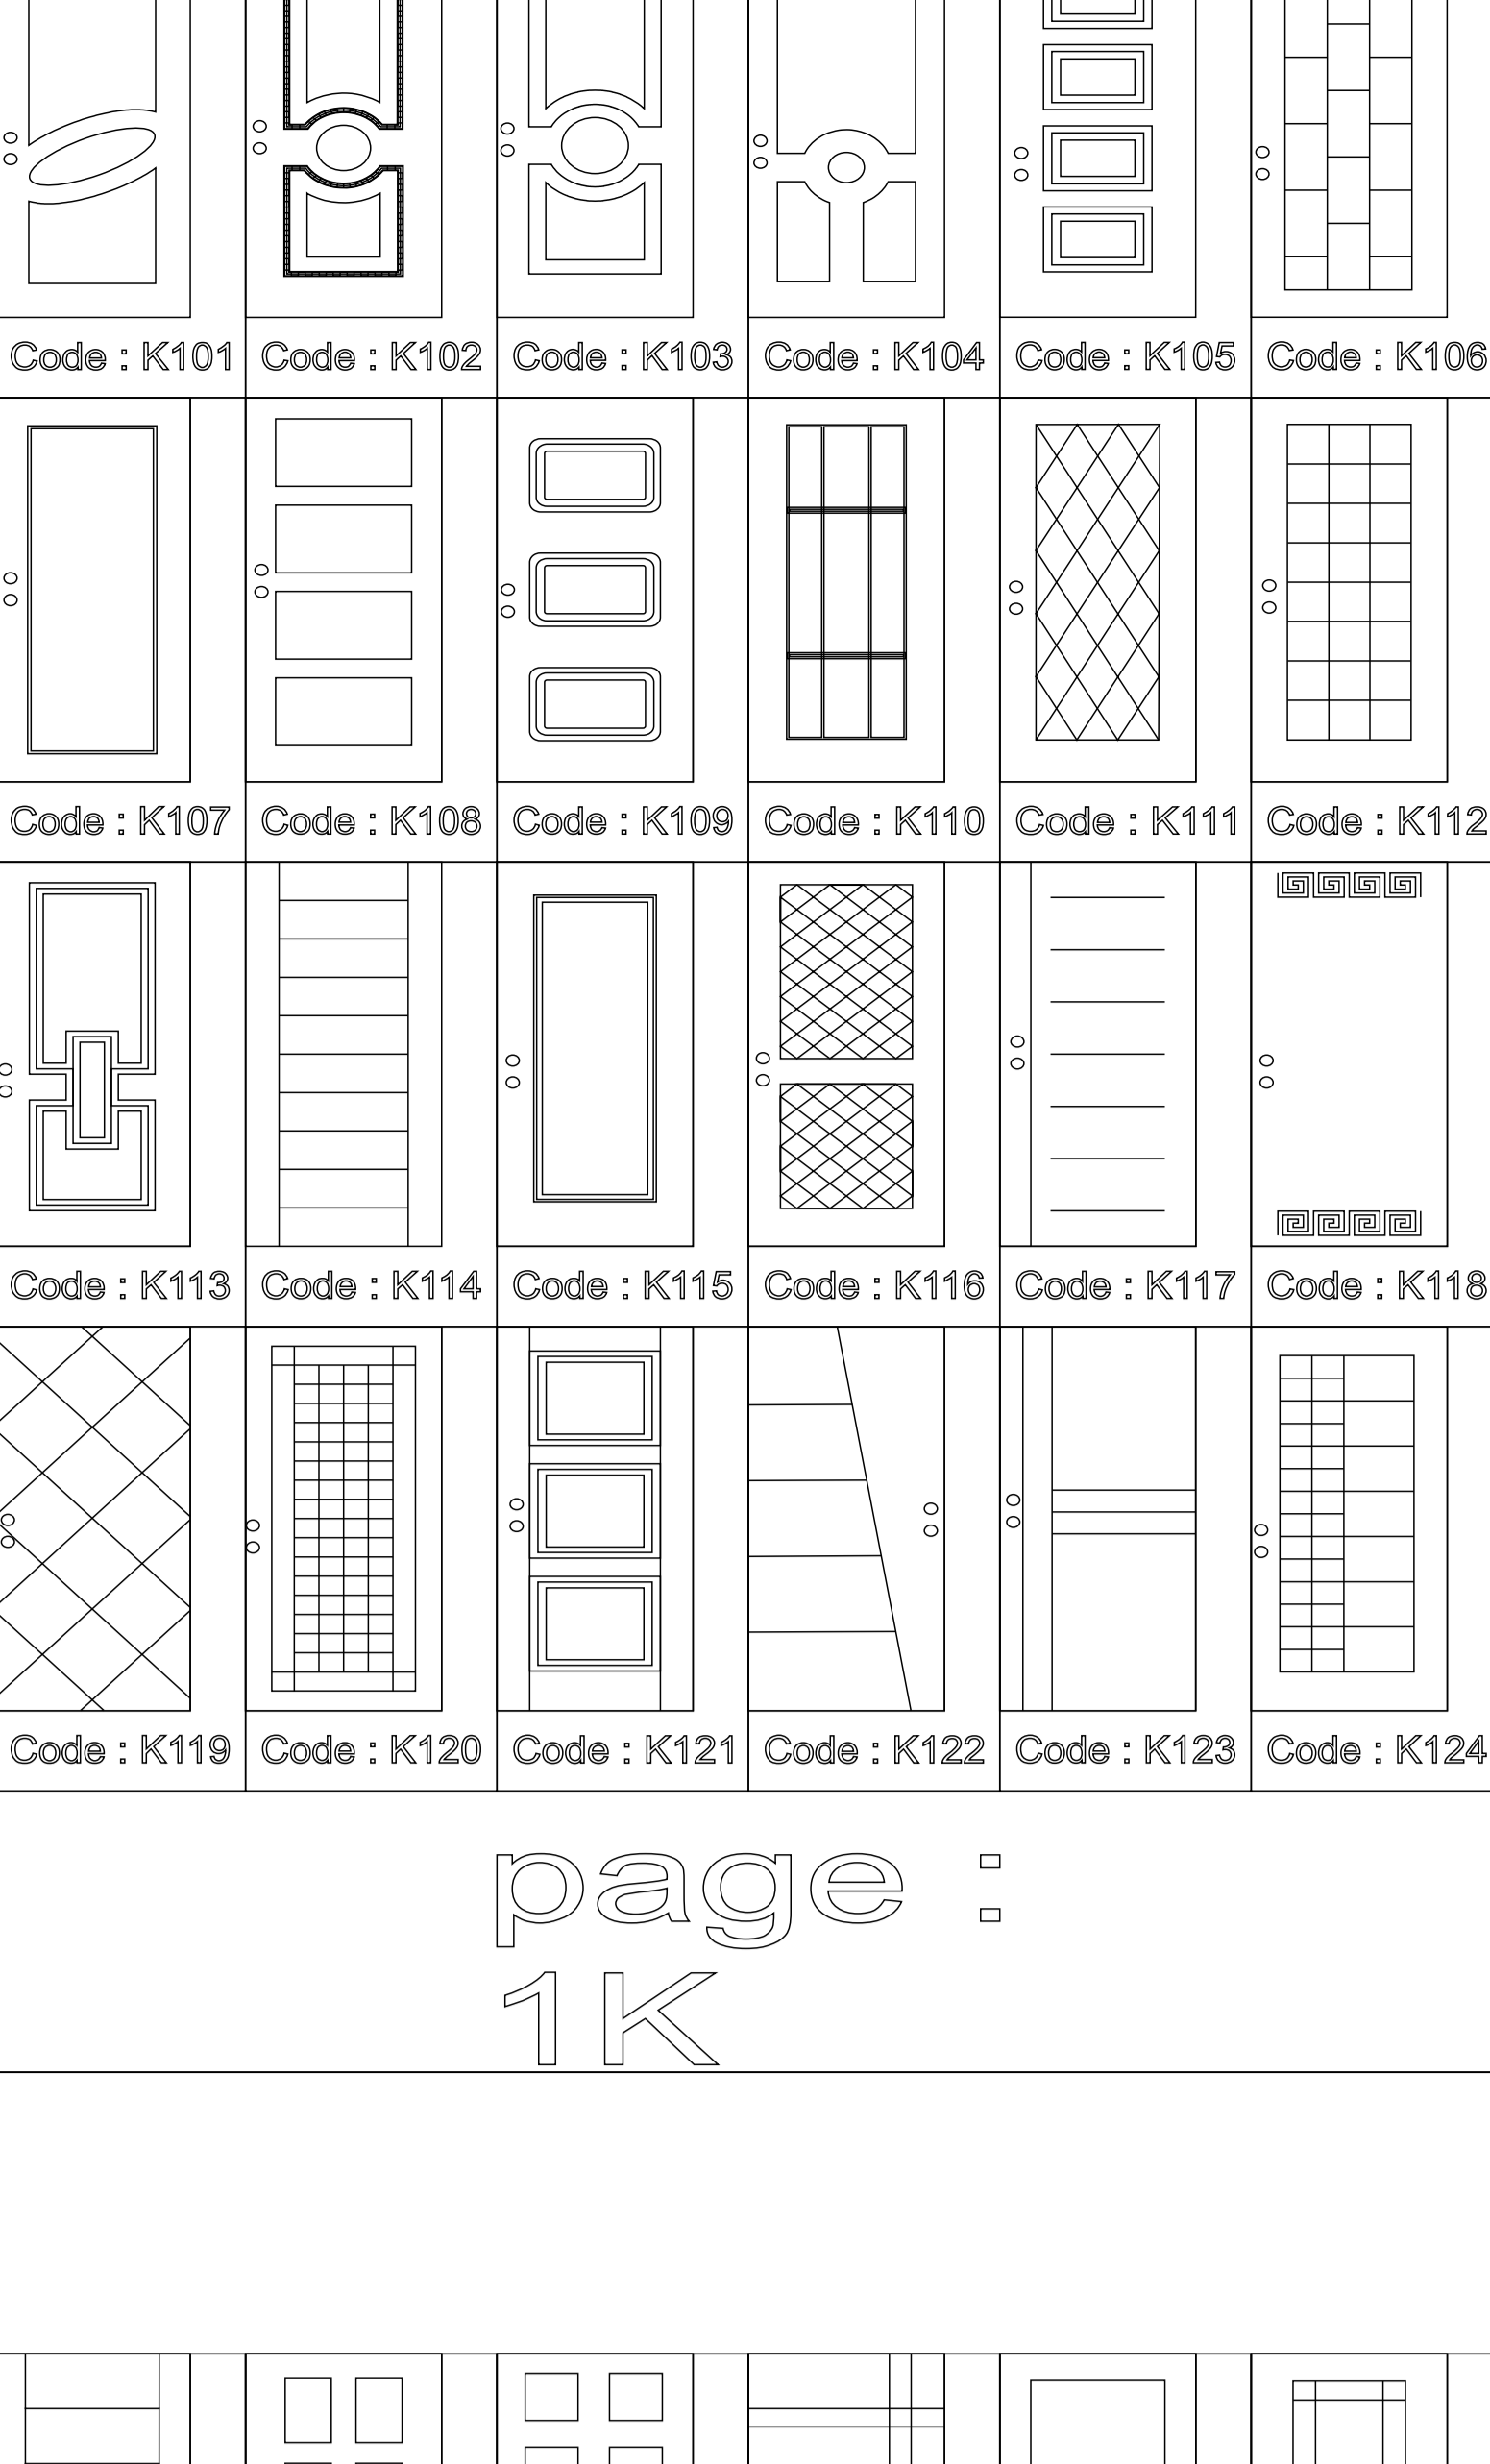 Code : K101 Code : K102 Code : K103 Code : K104 Code : K105 Code : K106
Code : K107 Code : K108 Code : K109 Code : K110 Code : K111 Code : K112
Code : K113 Code : K114 Code : K115 Code : K116 Code : K117 Code : K118
Code : K119 Code : K120 Code : K121 Code : K122 Code : K123 Code : K124
page :
1K